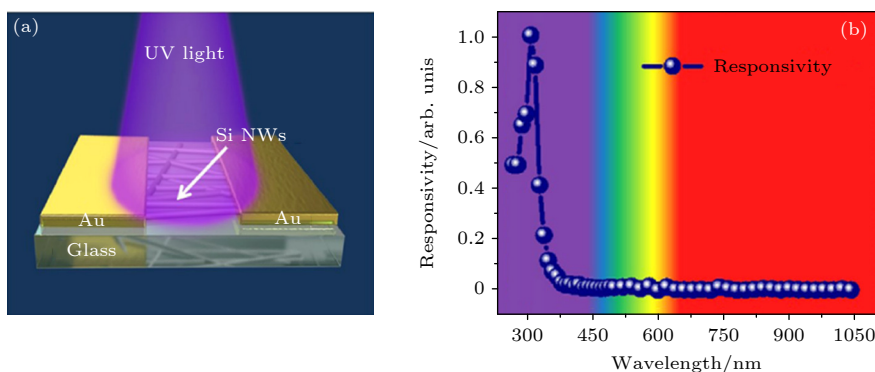 (a)
UV light
Si NWs
Au
Au
Glass
(b)
Responsivity
Responsivity/arb. unis
1.0
0.8
0.6
0.4
0.2
0
300 450 600 750 900 1050
Wavelength/nm